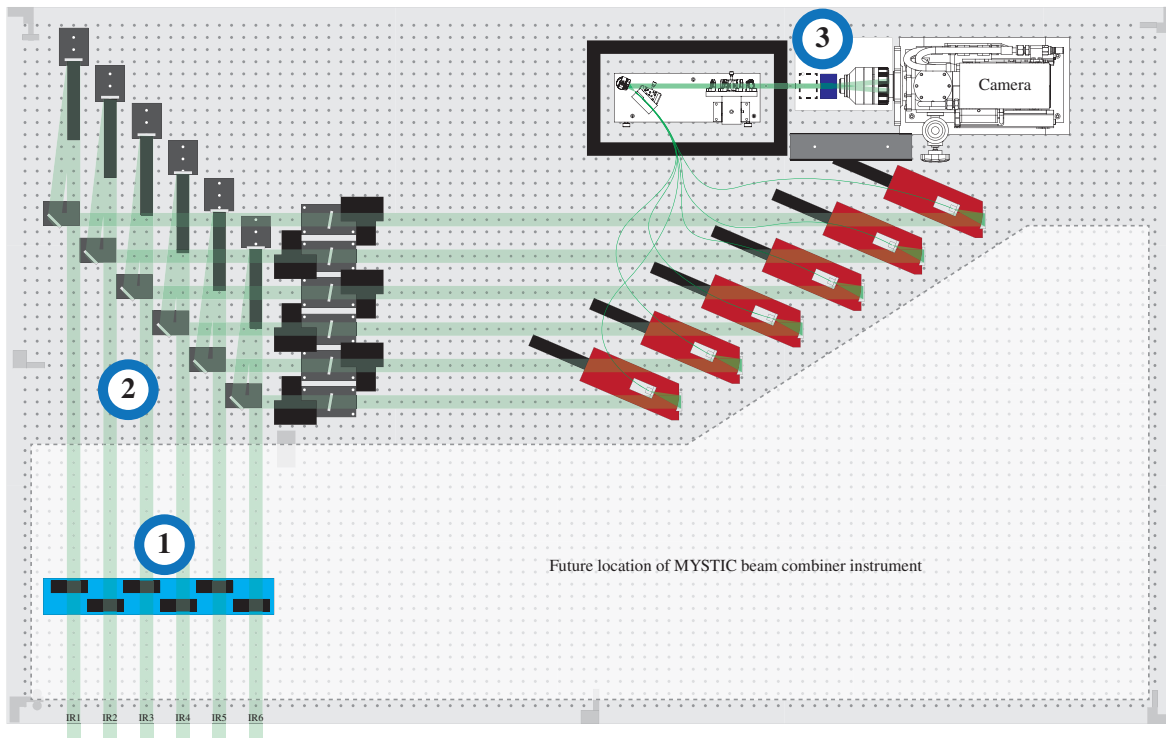 3
Camera
2
1
Future location of MYSTIC beam combiner instrument
IR1 IR2 IR3 IR4 IR5 IR6